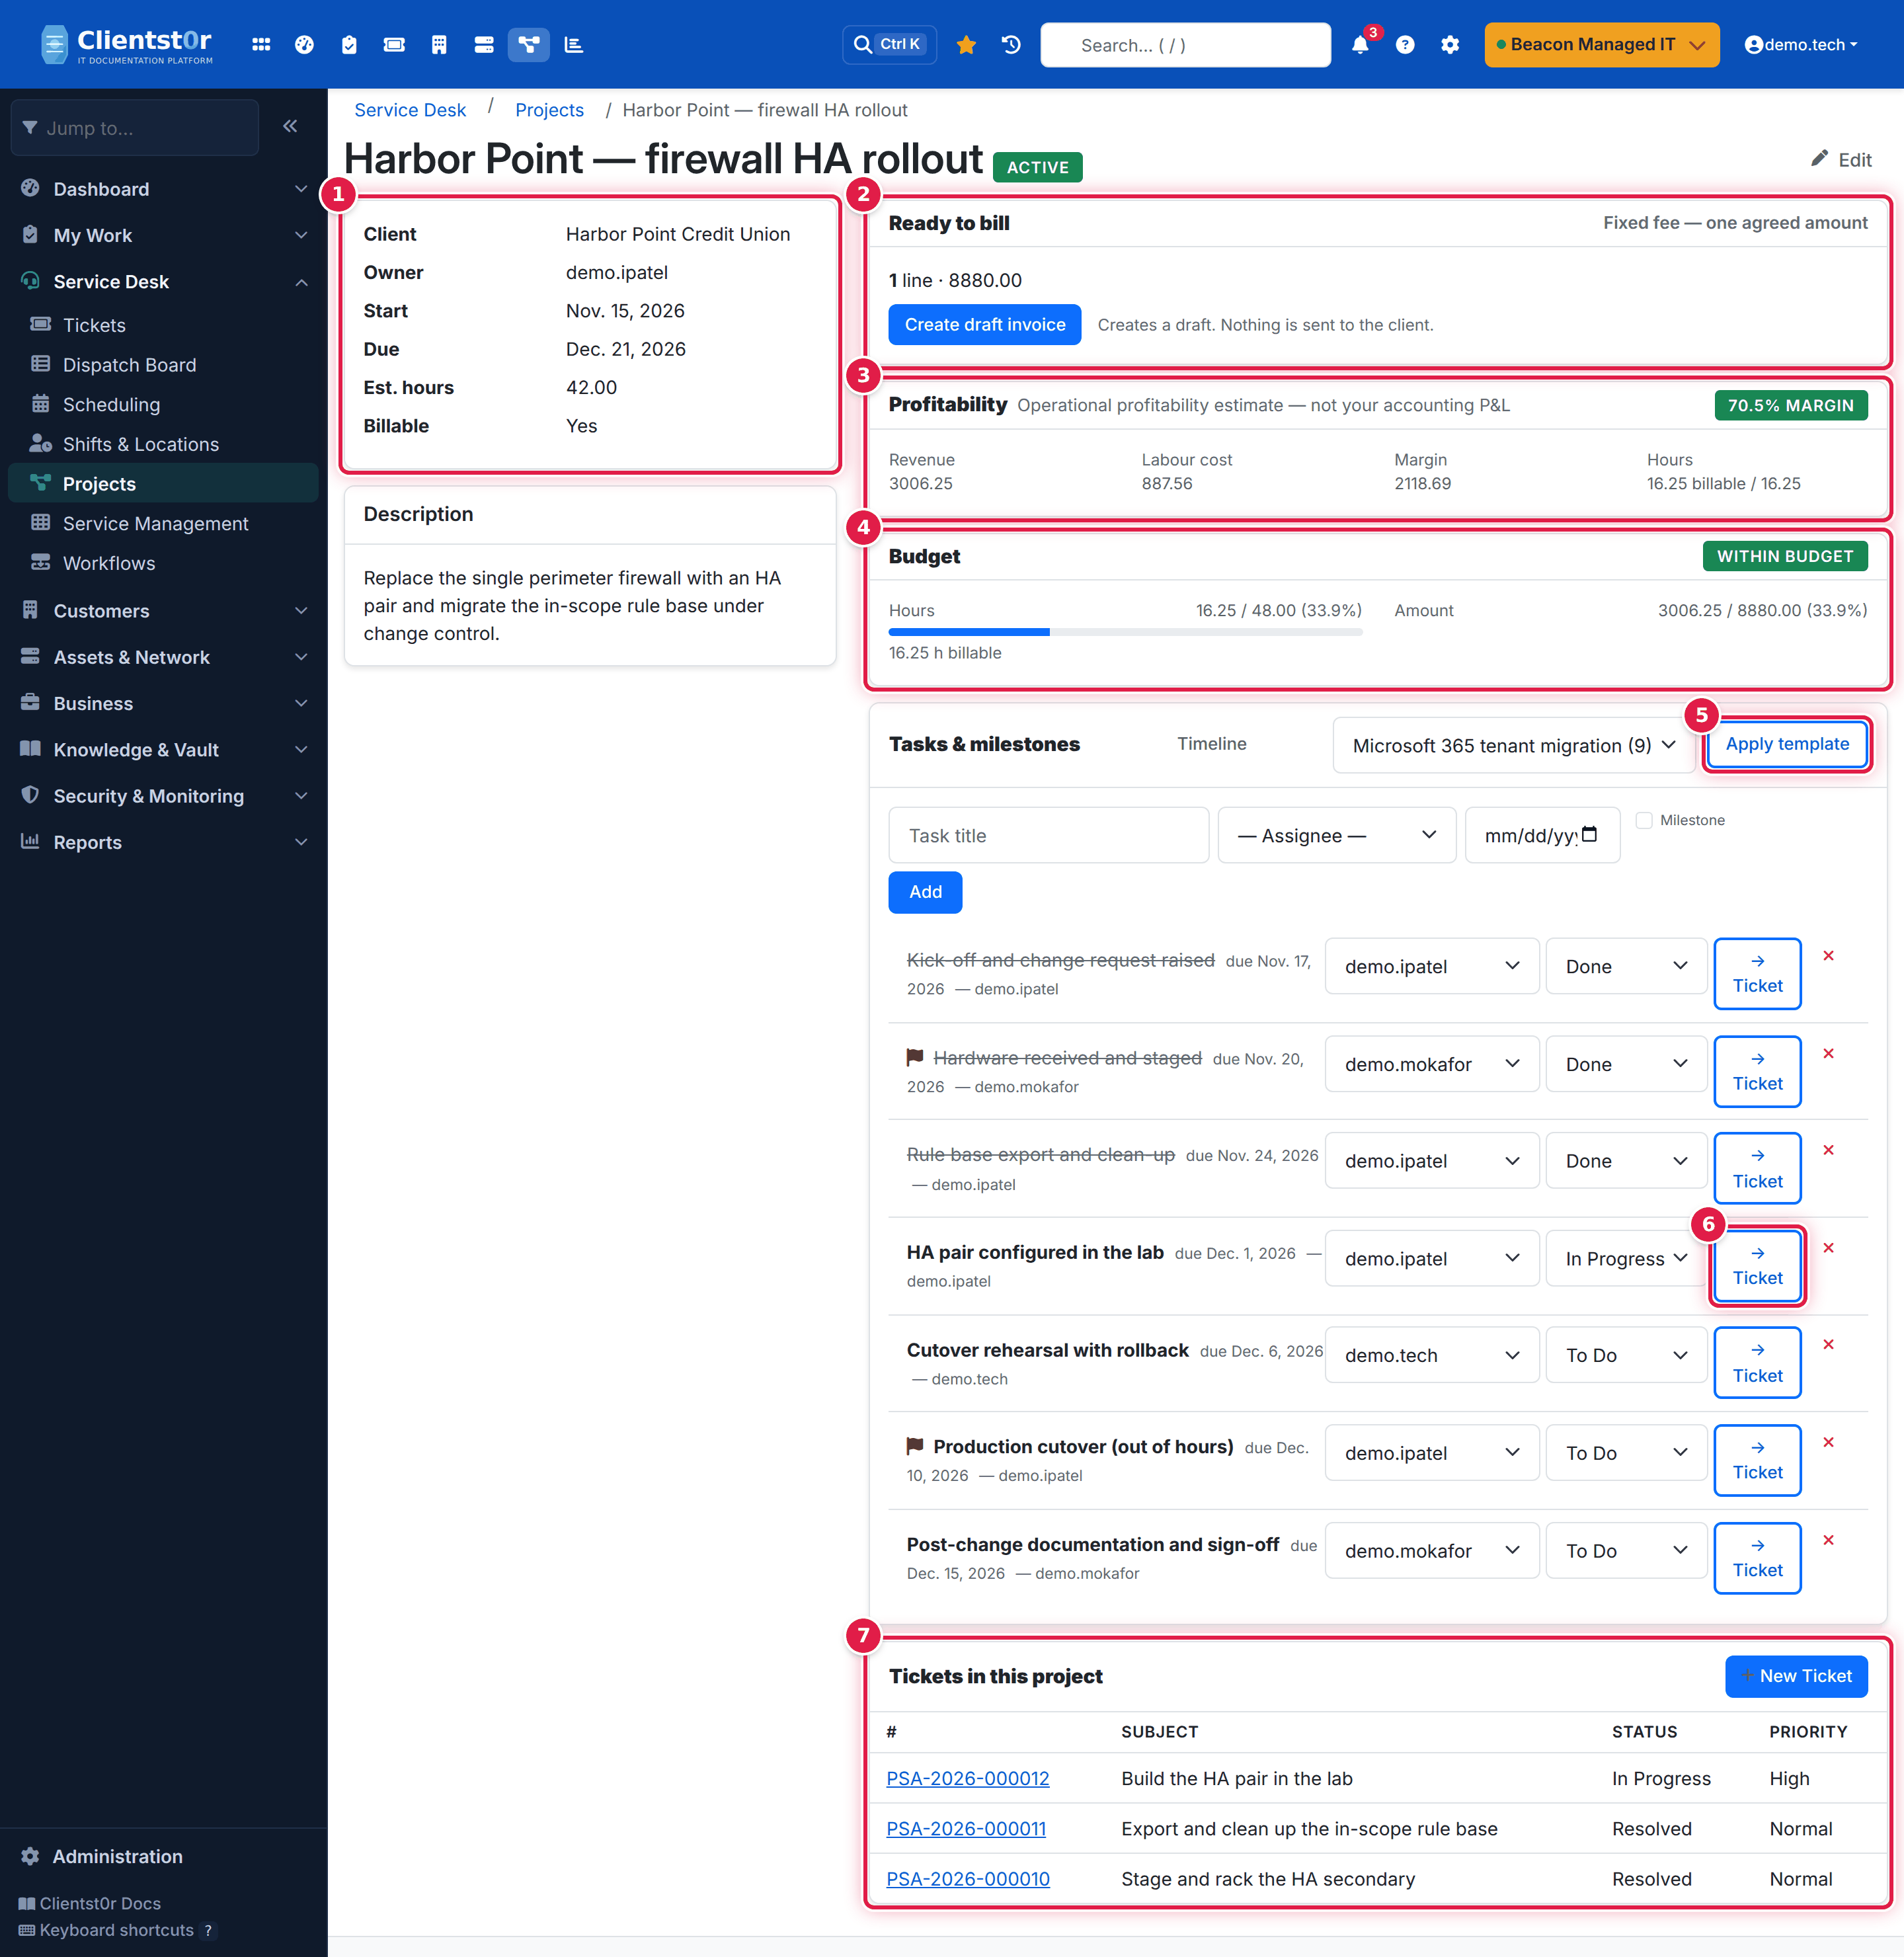 Clientst0r
IT DOCUMENTATION PLATFORM
Ctrl K
Search... ( / )
3
Beacon Managed IT
demo.tech
Jump to...
Dashboard
My Work
Service Desk
Tickets
Dispatch Board
Scheduling
Shifts & Locations
Projects
Service Management
Workflows
Customers
Assets & Network
Business
Knowledge & Vault
Security & Monitoring
Reports
Administration
Clientst0r Docs
Keyboard shortcuts ?
Service Desk / Projects / Harbor Point — firewall HA rollout
Harbor Point — firewall HA rollout ACTIVE
Edit
1
Client Harbor Point Credit Union
Owner demo.ipatel
Start Nov. 15, 2026
Due Dec. 21, 2026
Est. hours 42.00
Billable Yes
Description
Replace the single perimeter firewall with an HA
pair and migrate the in-scope rule base under
change control.
2
Ready to bill Fixed fee — one agreed amount
1 line · 8880.00
Create draft invoice Creates a draft. Nothing is sent to the client.
3
Profitability Operational profitability estimate — not your accounting P&L 70.5% MARGIN
Revenue Labour cost Margin Hours
3006.25 887.56 2118.69 16.25 billable / 16.25
4
Budget WITHIN BUDGET
Hours 16.25 / 48.00 (33.9%) Amount 3006.25 / 8880.00 (33.9%)
16.25 h billable
5
Tasks & milestones Timeline Microsoft 365 tenant migration (9) Apply template
Task title — Assignee — mm/dd/yyy Milestone
Add
Kick-off and change request raised due Nov. 17,
2026 — demo.ipatel
demo.ipatel Done → Ticket ×
Hardware received and staged due Nov. 20,
2026 — demo.mokafor
demo.mokafor Done → Ticket ×
Rule base export and clean-up due Nov. 24, 2026
— demo.ipatel
demo.ipatel Done → Ticket ×
6
HA pair configured in the lab due Dec. 1, 2026 —
demo.ipatel
demo.ipatel In Progress → Ticket ×
Cutover rehearsal with rollback due Dec. 6, 2026
— demo.tech
demo.tech To Do → Ticket ×
Production cutover (out of hours) due Dec.
10, 2026 — demo.ipatel
demo.ipatel To Do → Ticket ×
Post-change documentation and sign-off due
Dec. 15, 2026 — demo.mokafor
demo.mokafor To Do → Ticket ×
7
Tickets in this project + New Ticket
# SUBJECT STATUS PRIORITY
PSA-2026-000012 Build the HA pair in the lab In Progress High
PSA-2026-000011 Export and clean up the in-scope rule base Resolved Normal
PSA-2026-000010 Stage and rack the HA secondary Resolved Normal